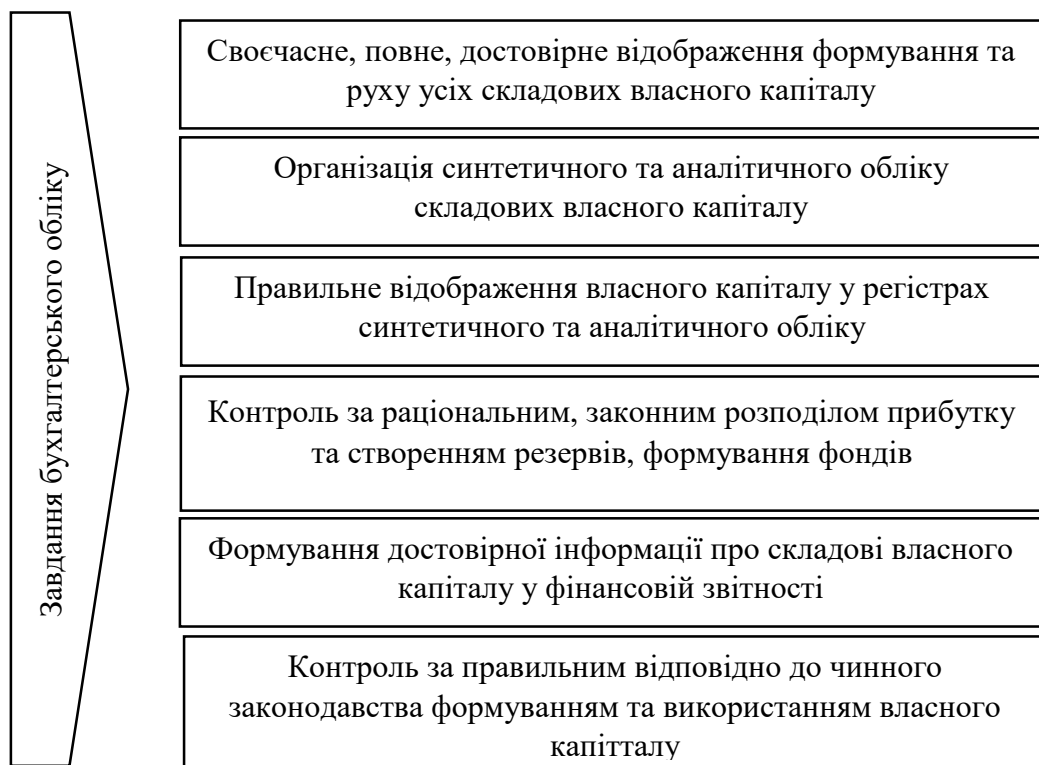 Завдання бухгалтерського обліку
Своєчасне, повне, достовірне відображення формування та
руху усіх складових власного капіталу
Організація синтетичного та аналітичного обліку
складових власного капіталу
Правильне відображення власного капіталу у регістрах
синтетичного та аналітичного обліку
Контроль за раціональним, законним розподілом прибутку
та створенням резервів, формування фондів
Формування достовірної інформації про складові власного
капіталу у фінансовій звітності
Контроль за правильним відповідно до чинного
законодавства формуванням та використанням власного
капітталу